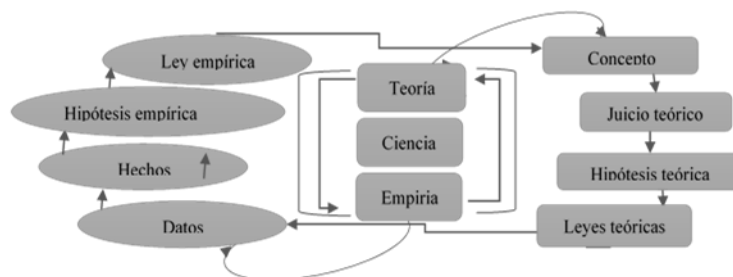 Ley empírica
Hipótesis empírica
Hechos
Datos
Teoría
Ciencia
Empiria
Concepto
Juicio teórico
Hipótesis teórica
Leyes teóricas